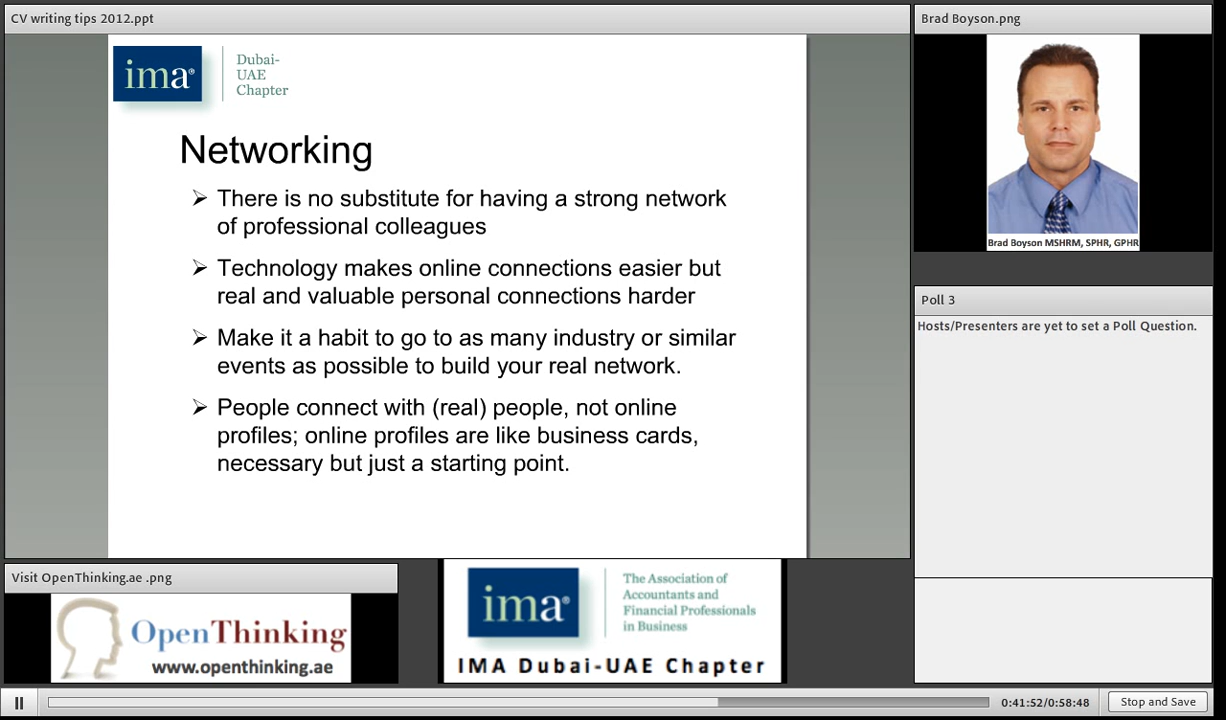 CV writing tips 2012.ppt
ima®
Dubai-
UAE
Chapter
Networking
There is no substitute for having a strong network
of professional colleagues
Technology makes online connections easier but
real and valuable personal connections harder
Make it a habit to go to as many industry or similar
events as possible to build your real network.
People connect with (real) people, not online
profiles; online profiles are like business cards,
necessary but just a starting point.
Brad Boyson.png
Brad Boyson MSHRM, SPHR, GPHR
Poll 3
Hosts/Presenters are yet to set a Poll Question.
Visit OpenThinking.ae .png
OpenThinking
www.openthinking.ae
ima®
The Association of
Accountants and
Financial Professionals
in Business
IMA Dubai-UAE Chapter
0:41:52/0:58:48
Stop and Save